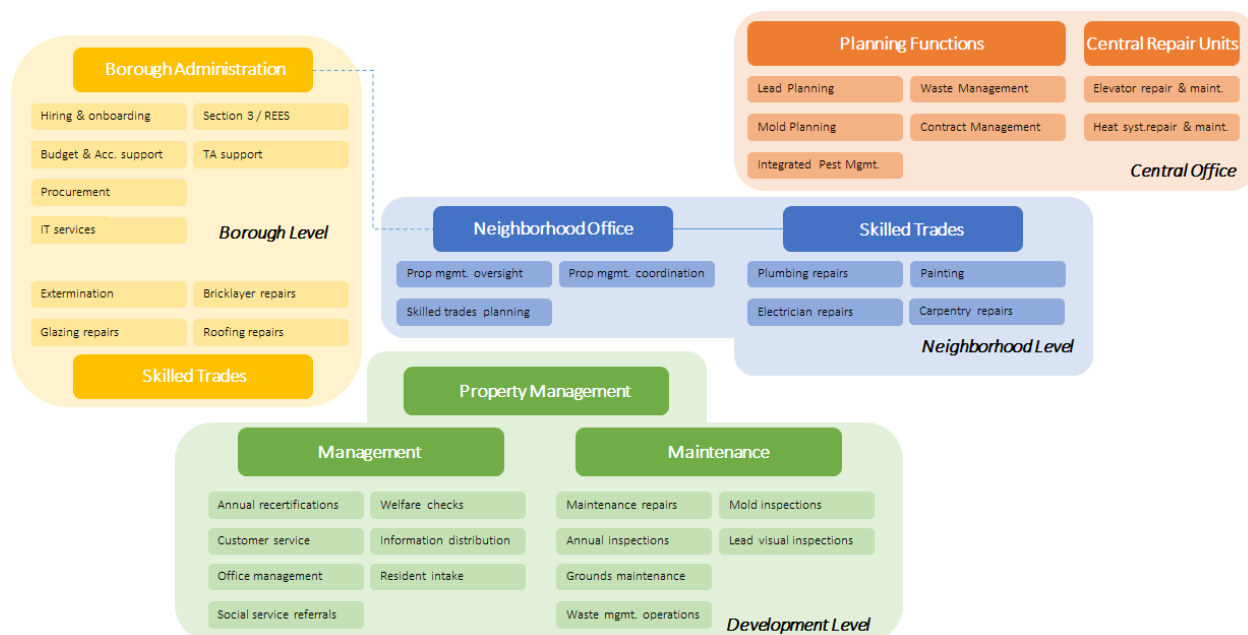 Borough Administration
Hiring & onboarding
Section 3 / REES
Budget & Acc. support
TA support
Procurement
IT services
Borough Level
Extermination
Bricklayer repairs
Glazing repairs
Roofing repairs
Skilled Trades
Planning Functions
Central Repair Units
Lead Planning
Waste Management
Elevator repair & maint.
Mold Planning
Contract Management
Heat syst.repair & maint.
Integrated Pest Mgmt.
Central Office
Neighborhood Office
Skilled Trades
Prop mgmt. oversight
Prop mgmt. coordination
Plumbing repairs
Painting
Skilled trades planning
Electrician repairs
Carpentry repairs
Neighborhood Level
Property Management
Management
Maintenance
Annual recertifications
Welfare checks
Maintenance repairs
Mold inspections
Customer service
Information distribution
Annual inspections
Lead visual inspections
Office management
Resident intake
Grounds maintenance
Social service referrals
Waste mgmt. operations
Development Level